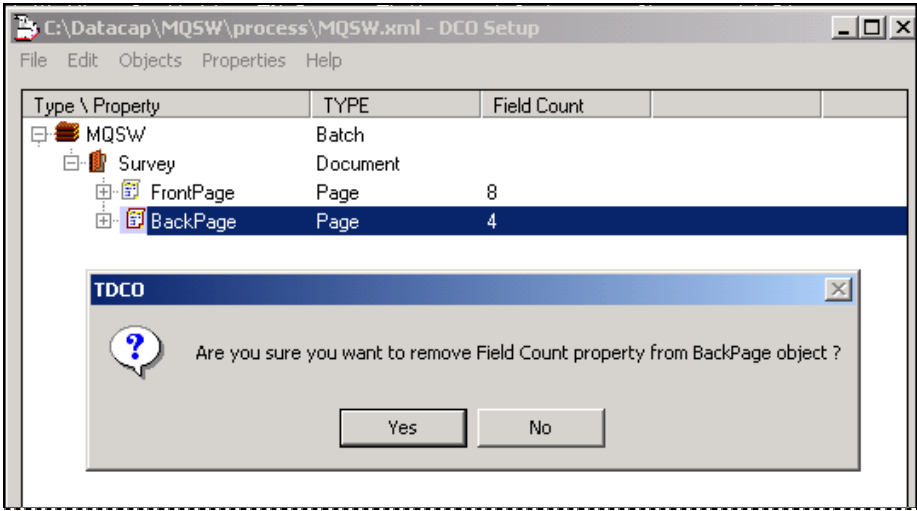 C:\Datacap\MQSW\process\MQSW.xml - DCO Setup
File Edit Objects Properties Help
Type \ Property TYPE Field Count
MQSW Batch
Survey Document
FrontPage Page 8
BackPage Page 4
TDCO
Are you sure you want to remove Field Count property from BackPage object ?
Yes No